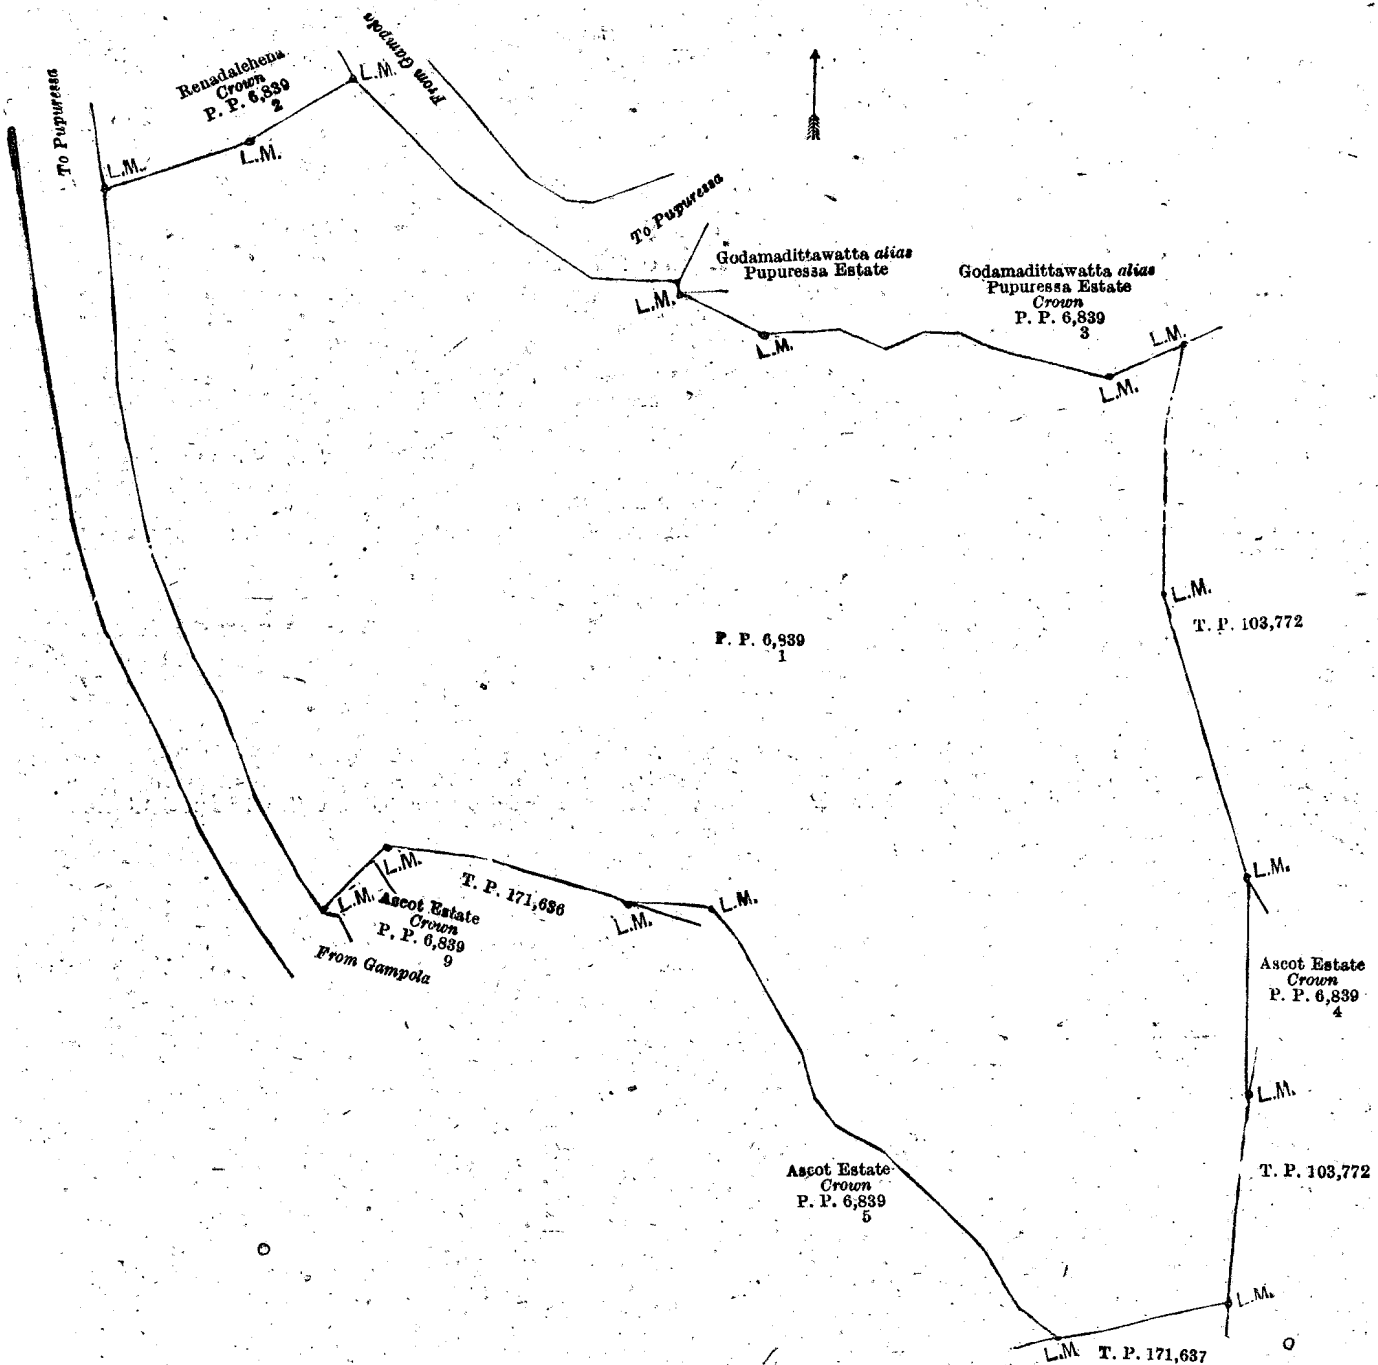 From Gampola
To Pupuressa
Renadalehena
Crown
P. P. 6,839
2
L.M.
L.M.
L.M.
To Pupuressa
Godamadittawatta alias
Pupuressa Estate
Godamadittawatta alias
Pupuressa Estate
Crown
P. P. 6,839
3
L.M.
L.M.
L.M.
L.M.
L.M.
T. P. 103,772
P. P. 6,839
1
L.M.
L.M.
T. P. 171,636
L.M.
L.M.
L.M.
Ascot Estate
Crown
P. P. 6,839
9
From Gampola
Ascot Estate
Crown
P. P. 6,839
4
L.M.
T. P. 103,772
Ascot Estate
Crown
P. P. 6,839
5
L.M.
L.M.
T. P. 171,637